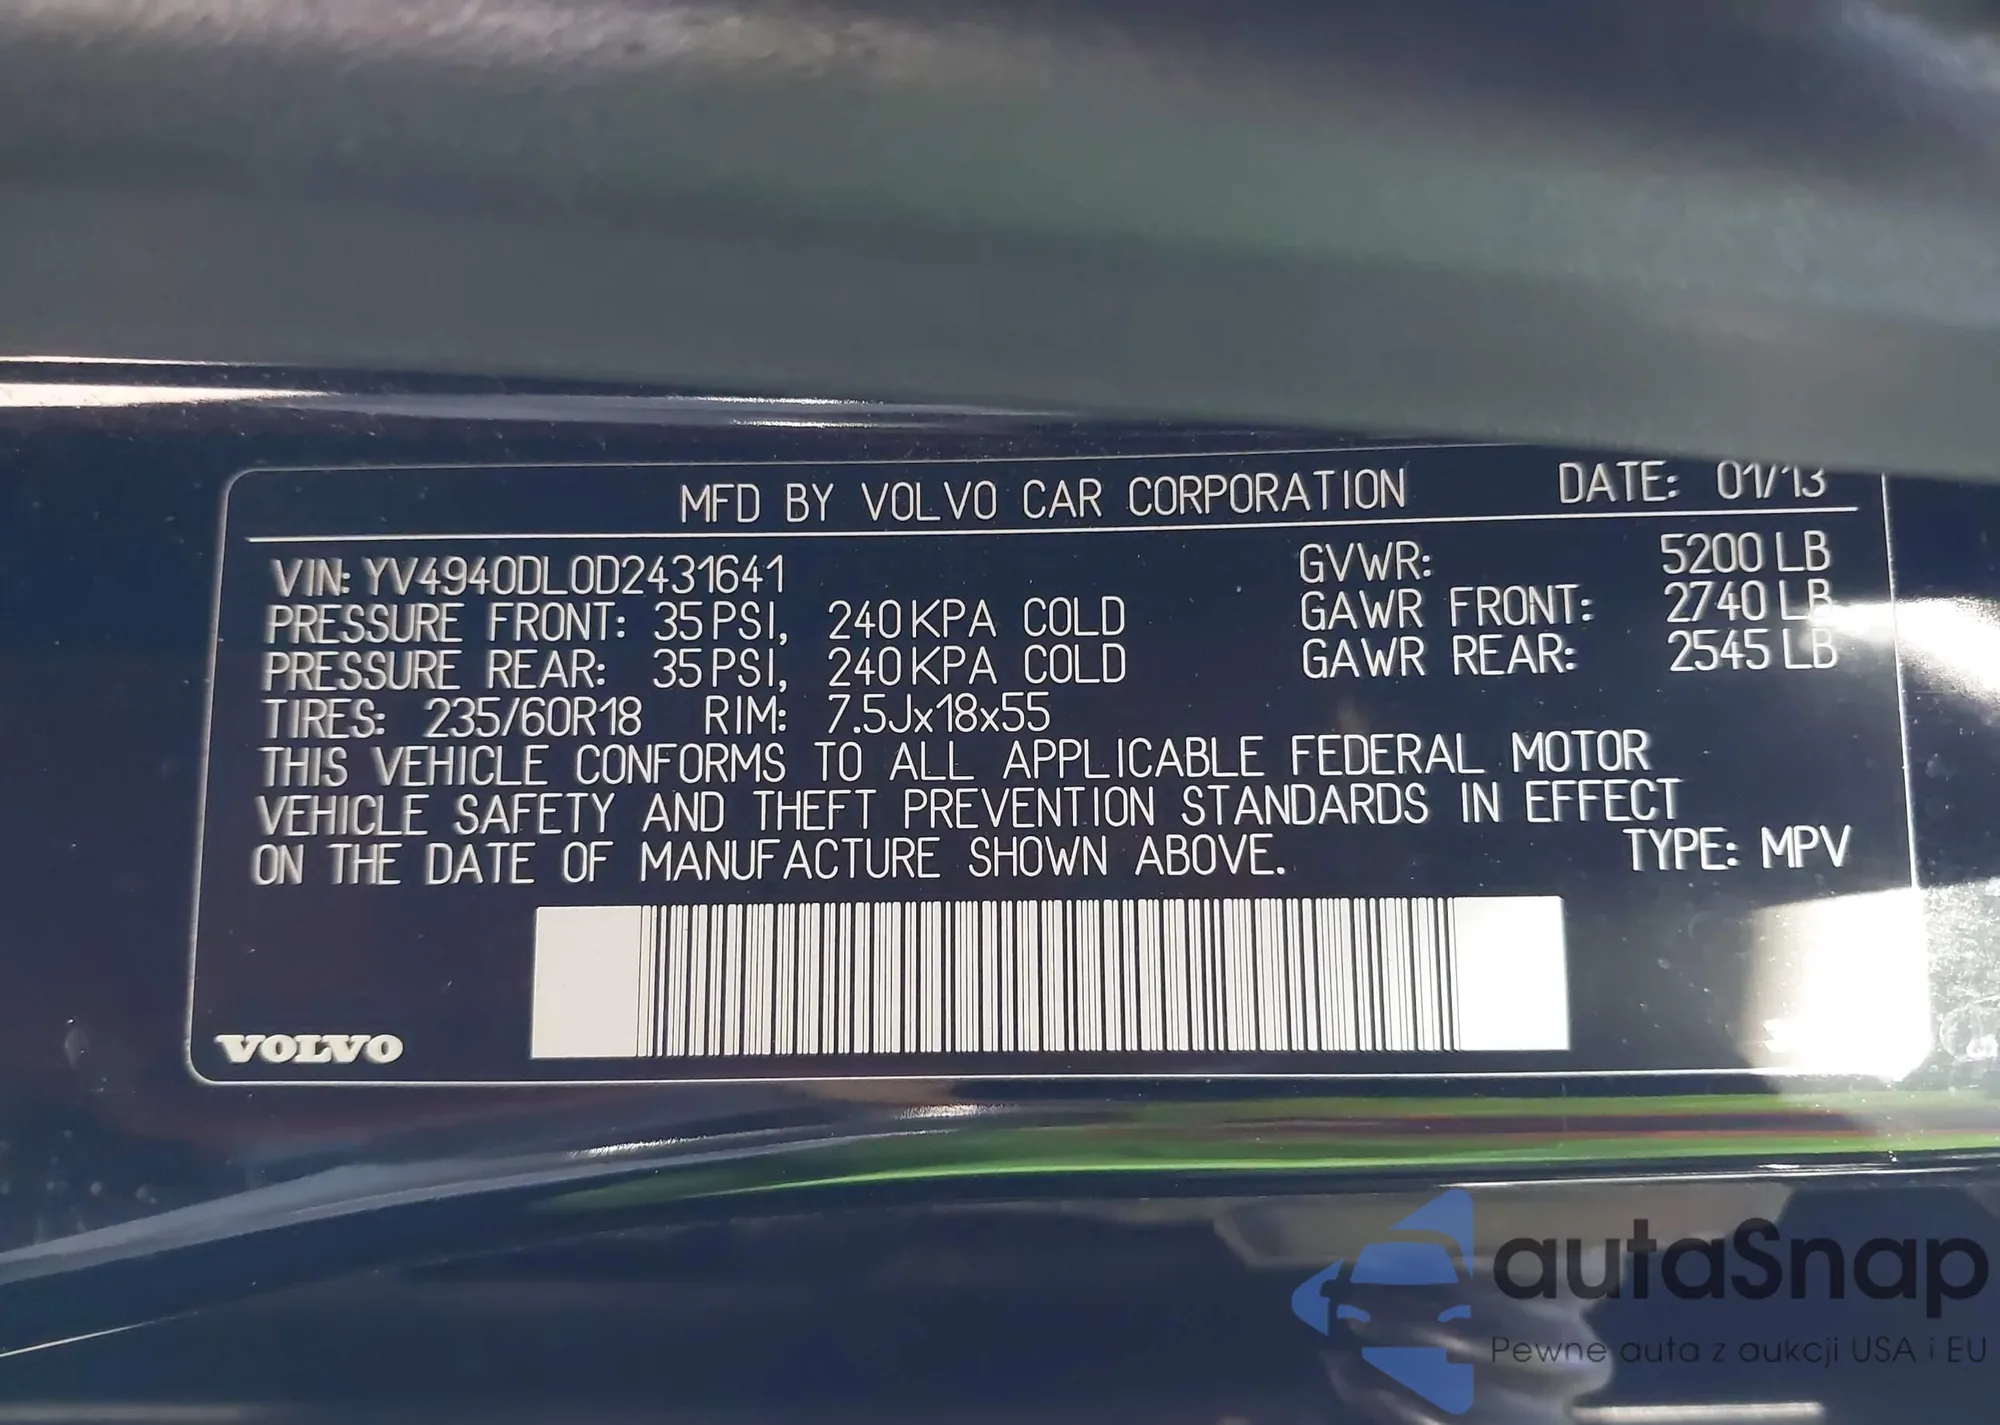 MFD BY VOLVO CAR CORPORATION DATE: 01/13
VIN: YV4940DL0D2431641 GVWR: 5200 LB
PRESSURE FRONT: 35 PSI, 240 KPA COLD GAWR FRONT: 2740 LB
PRESSURE REAR: 35 PSI, 240 KPA COLD GAWR REAR: 2545 LB
TIRES: 235/60R18 RIM: 7.5Jx18x55
THIS VEHICLE CONFORMS TO ALL APPLICABLE FEDERAL MOTOR
VEHICLE SAFETY AND THEFT PREVENTION STANDARDS IN EFFECT
ON THE DATE OF MANUFACTURE SHOWN ABOVE. TYPE: MPV
VOLVO
autaSnap
Pewne auta z aukcji USA i EU